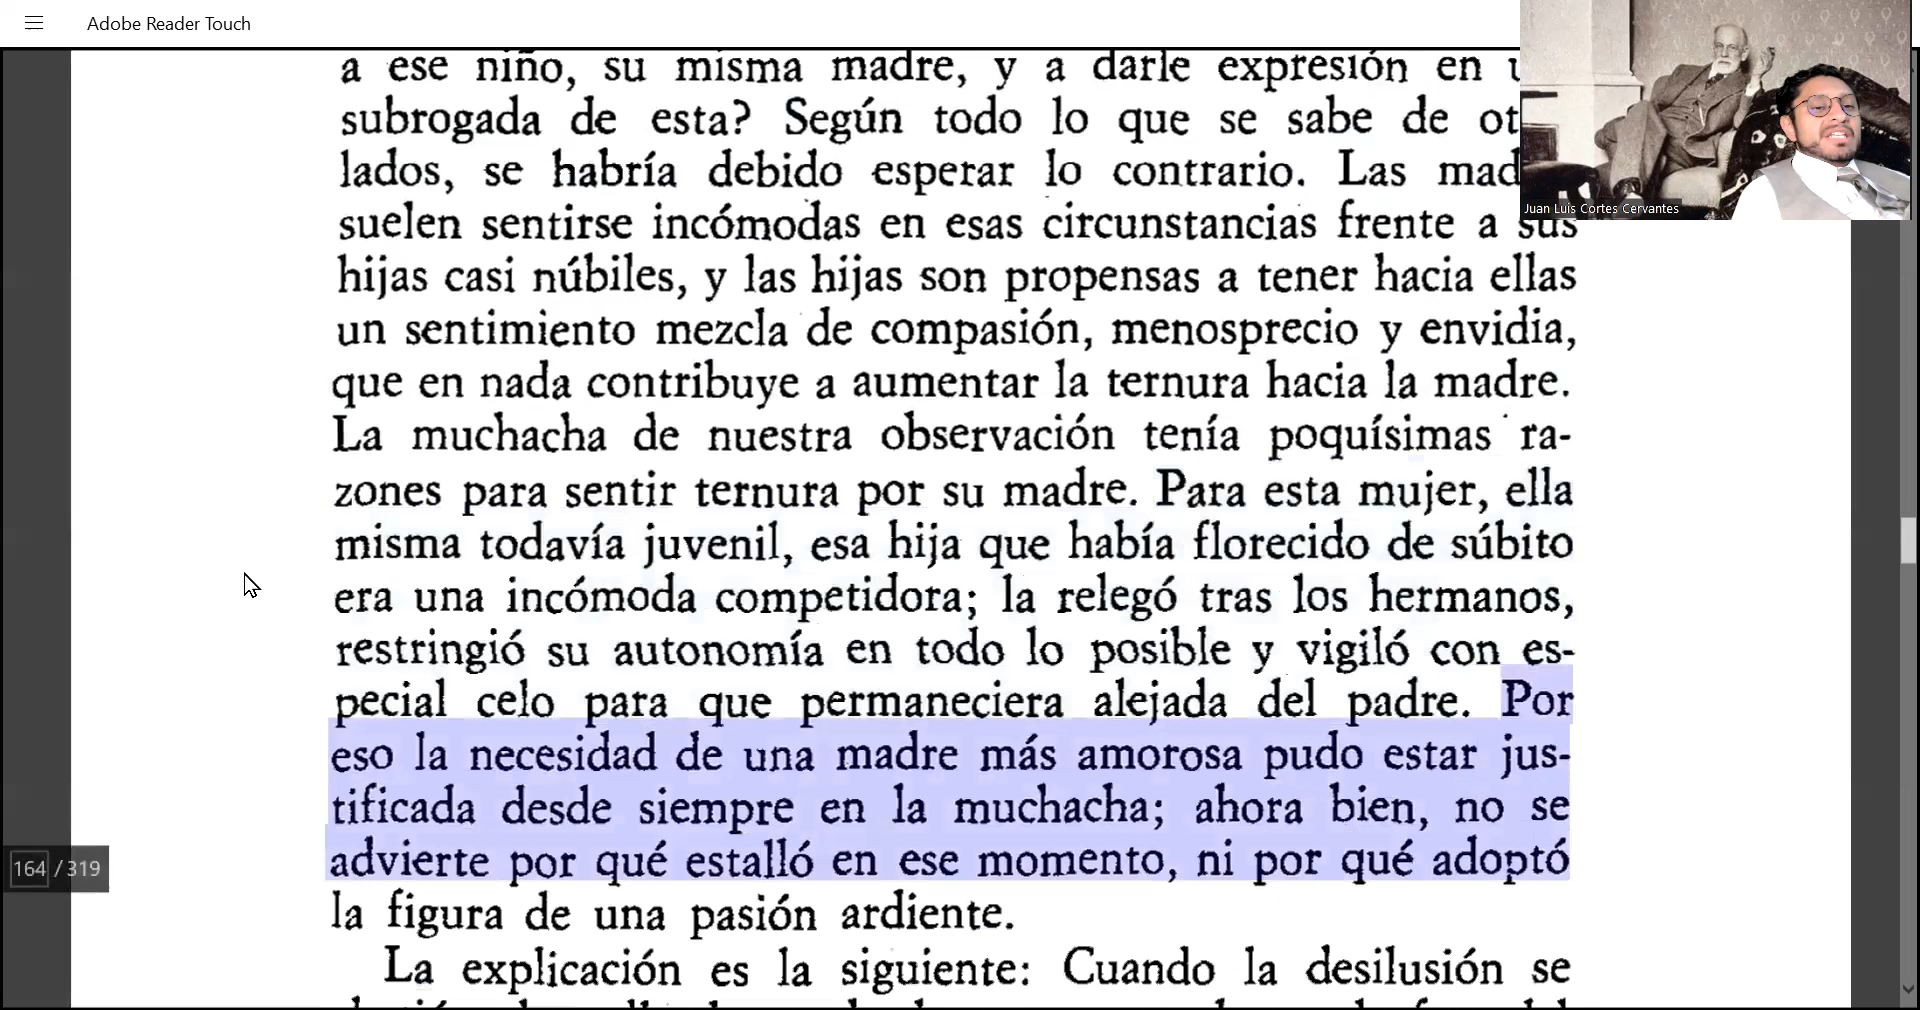 Adobe Reader Touch
a ese niño, su misma madre, y a darle expresión en
subrogada de esta? Según todo lo que se sabe de
lados, se habría debido esperar lo contrario. Las
suelen sentirse incómodas en esas circunstancias frente a sus
hijas casi núbiles, y las hijas son propensas a tener hacia ellas
un sentimiento mezcla de compasión, menosprecio y envidia,
que en nada contribuye a aumentar la ternura hacia la madre.
La muchacha de nuestra observación tenía poquísimas ra-
zones para sentir ternura por su madre. Para esta mujer, ella
misma todavía juvenil, esa hija que había florecido de súbito
era una incómoda competidora; la relegó tras los hermanos,
restringió su autonomía en todo lo posible y vigiló con es-
pecial celo para que permaneciera alejada del padre. Por
eso la necesidad de una madre más amorosa pudo estar jus-
tificada desde siempre en la muchacha; ahora bien, no se
advierte por qué estalló en ese momento, ni por qué adoptó
la figura de una pasión ardiente.
La explicación es la siguiente: Cuando la desilusión se
Juan Luis Cortes Cervantes
164 / 319